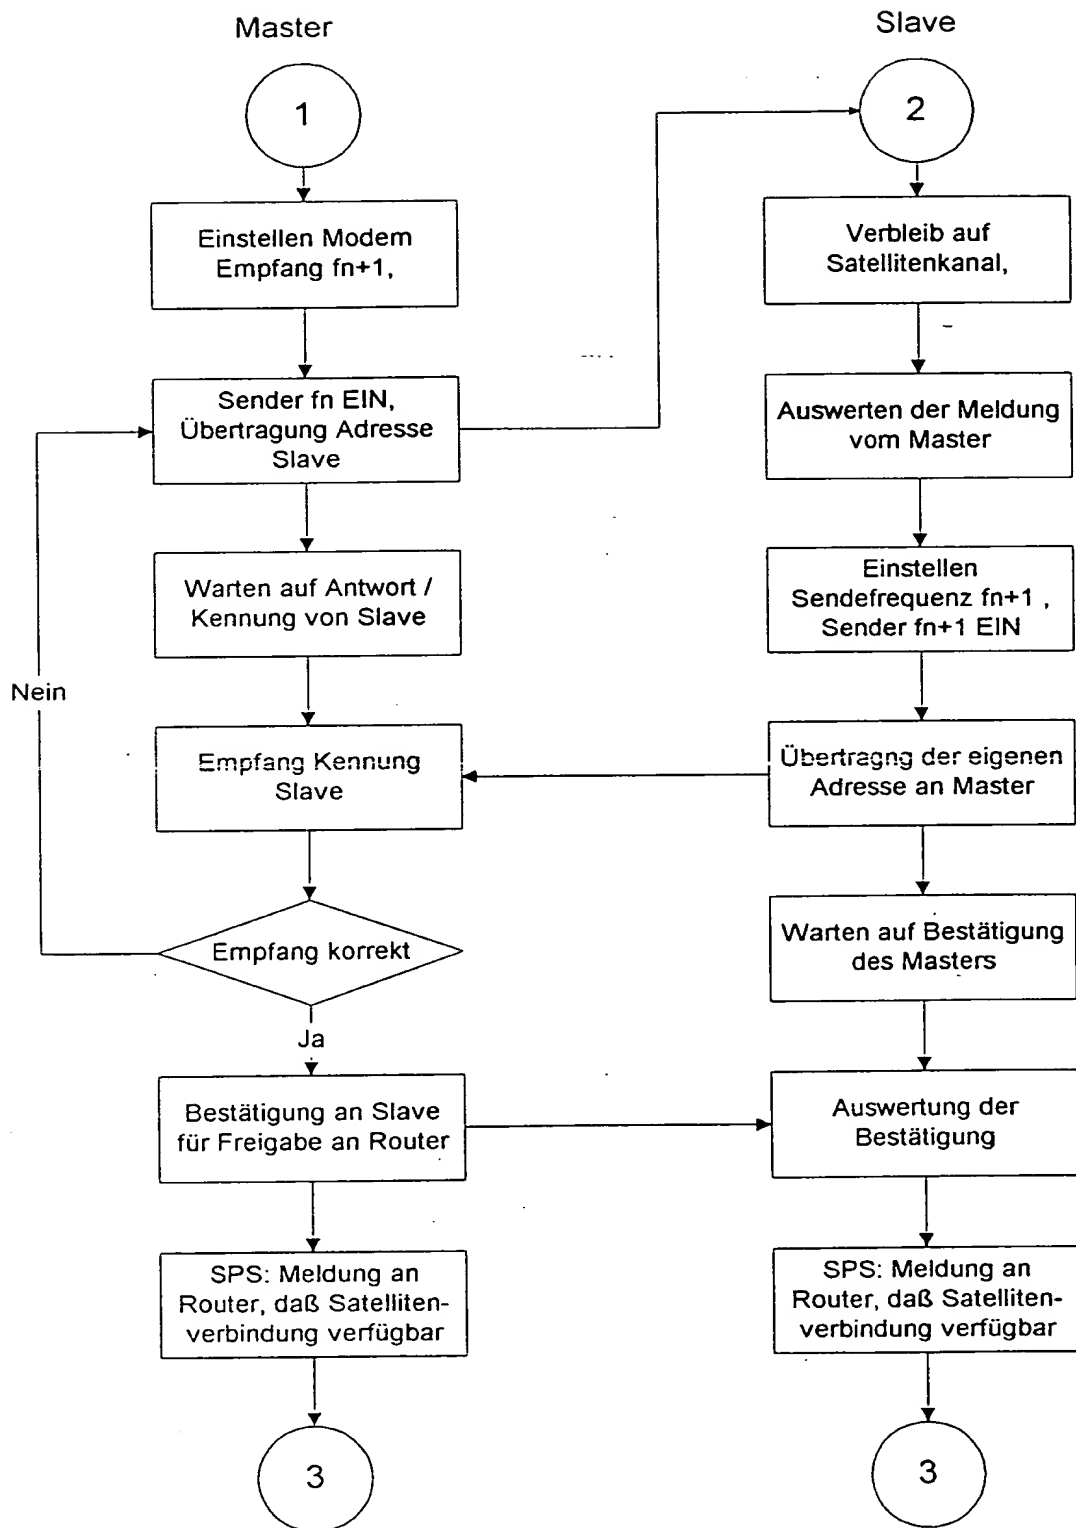 Master
1
Einstellen Modem
Empfang fn+1,
Sender fn EIN,
Übertragung Adresse
Slave
Warten auf Antwort /
Kennung von Slave
Nein
Empfang Kennung
Slave
Empfang korrekt
Ja
Bestätigung an Slave
für Freigabe an Router
SPS: Meldung an
Router, daß Satelliten-
verbindung verfügbar
3
Slave
2
Verbleib auf
Satellitenkanal,
Auswerten der Meldung
vom Master
Einstellen
Sendefrequenz fn+1 ,
Sender fn+1 EIN
Übertragng der eigenen
Adresse an Master
Warten auf Bestätigung
des Masters
Auswertung der
Bestätigung
SPS: Meldung an
Router, daß Satelliten-
verbindung verfügbar
3